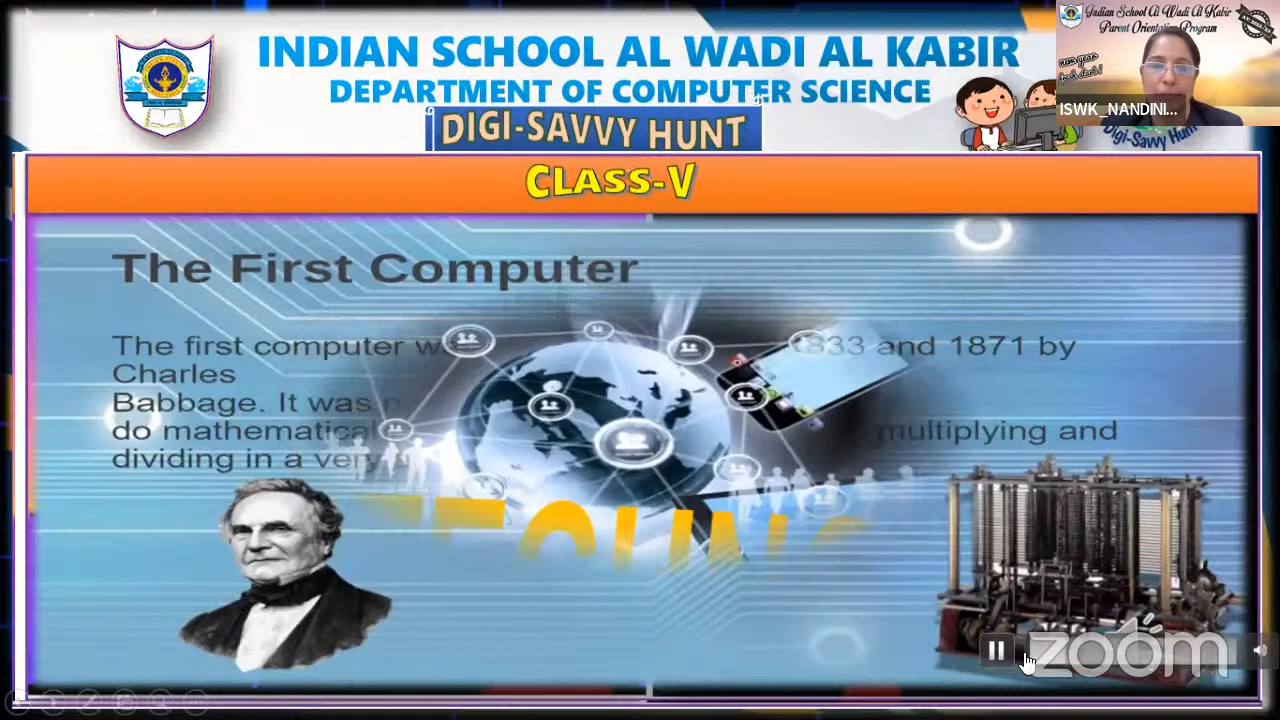 INDIAN SCHOOL AL WADI AL KABIR
DEPARTMENT OF COMPUTER SCIENCE
DIGI-SAVVY HUNT
CLASS-V
Indian School Al Wadi Al Kabir
Parent Orientation Program
ISWK_NANDINI...
Digi-Savvy Hunt
The First Computer
The first computer w 833 and 1871 by
Charles
Babbage. It was
do mathematical multiplying and
dividing in a very
zoom